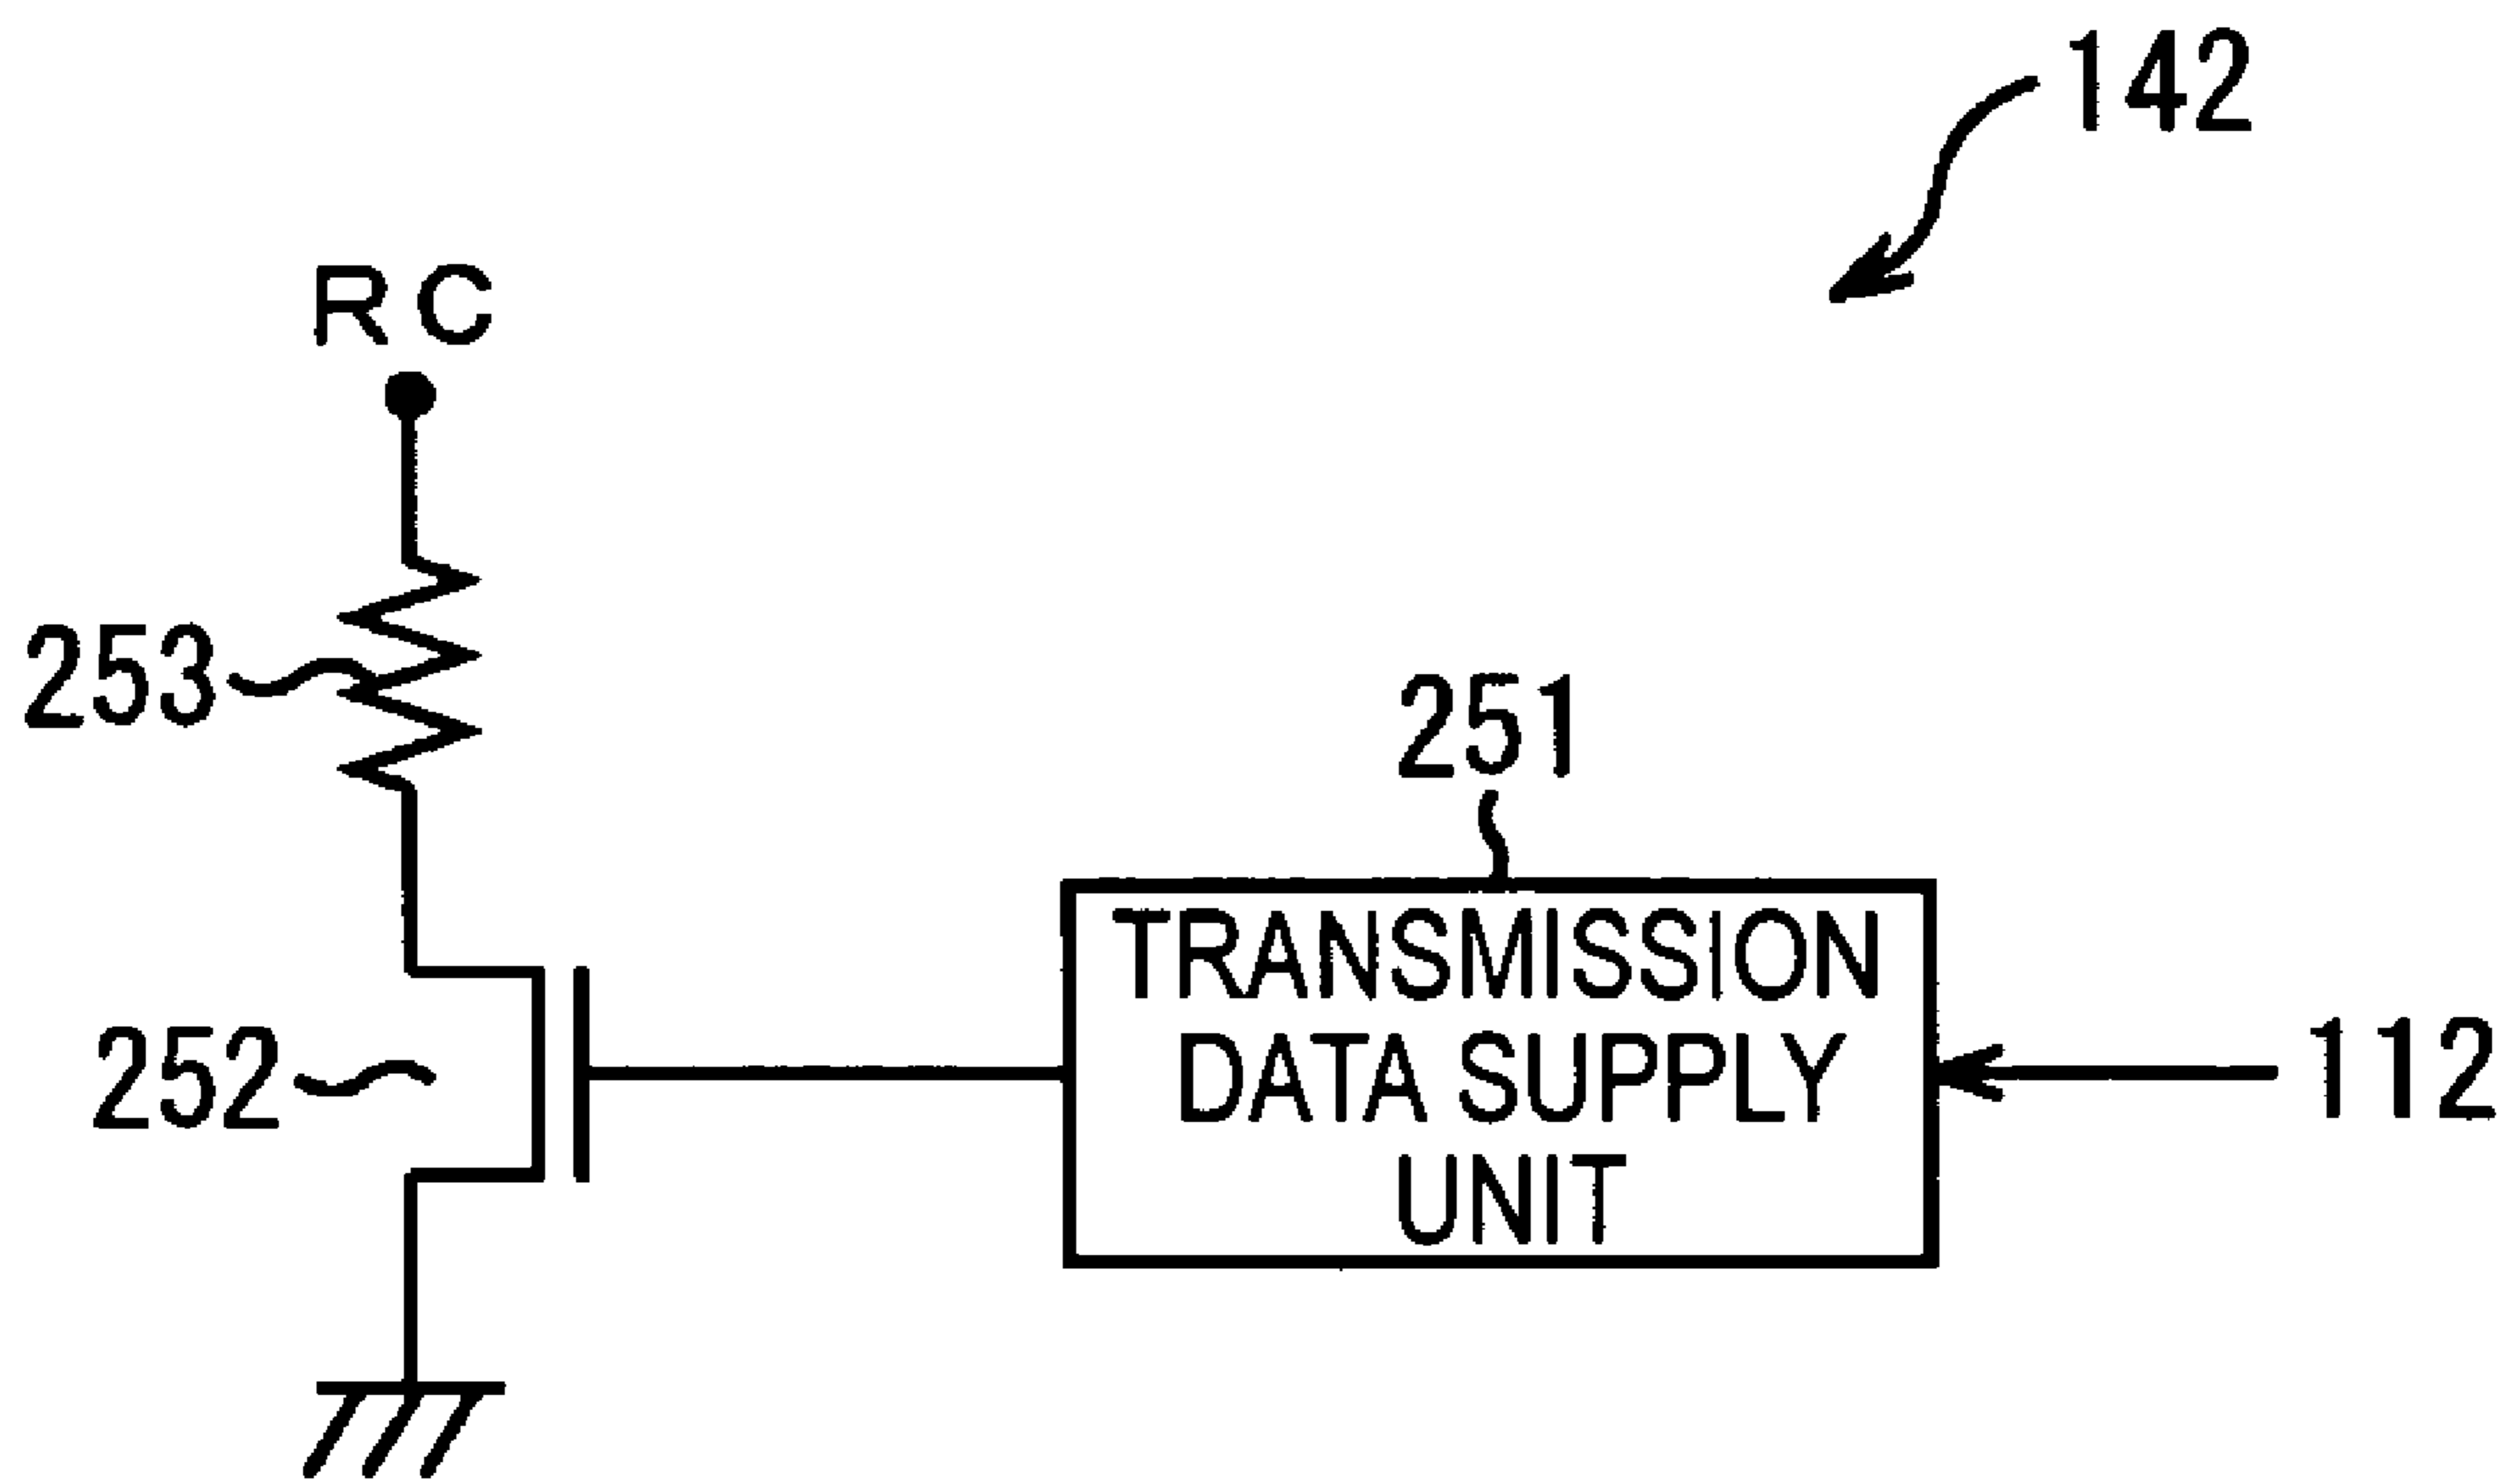 142
RC
253
251
TRANSMISSION
DATA SUPPLY
UNIT
252
112